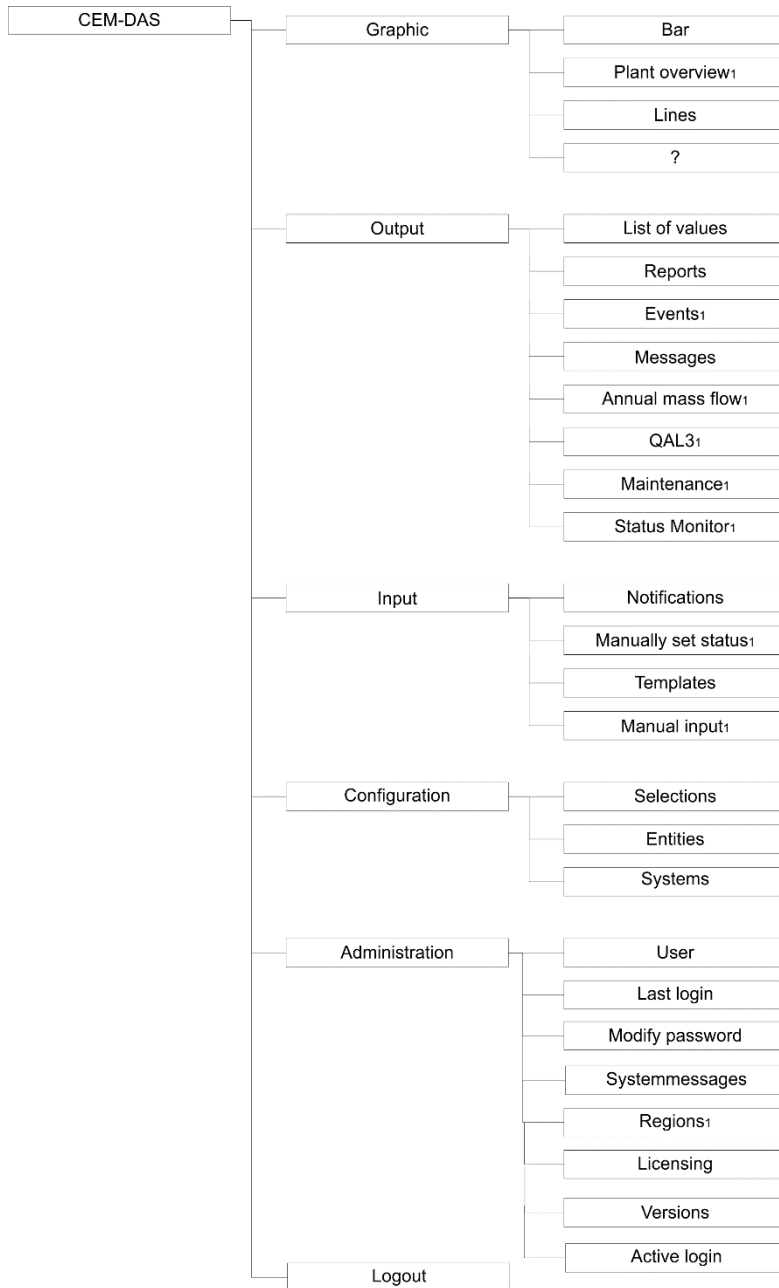 CEM-DAS
Graphic
Bar
Plant overview1
Lines
?
Output
List of values
Reports
Events1
Messages
Annual mass flow1
QAL31
Maintenance1
Status Monitor1
Input
Notifications
Manually set status1
Templates
Manual input1
Configuration
Selections
Entities
Systems
Administration
User
Last login
Modify password
Systemmessages
Regions1
Licensing
Versions
Active login
Logout